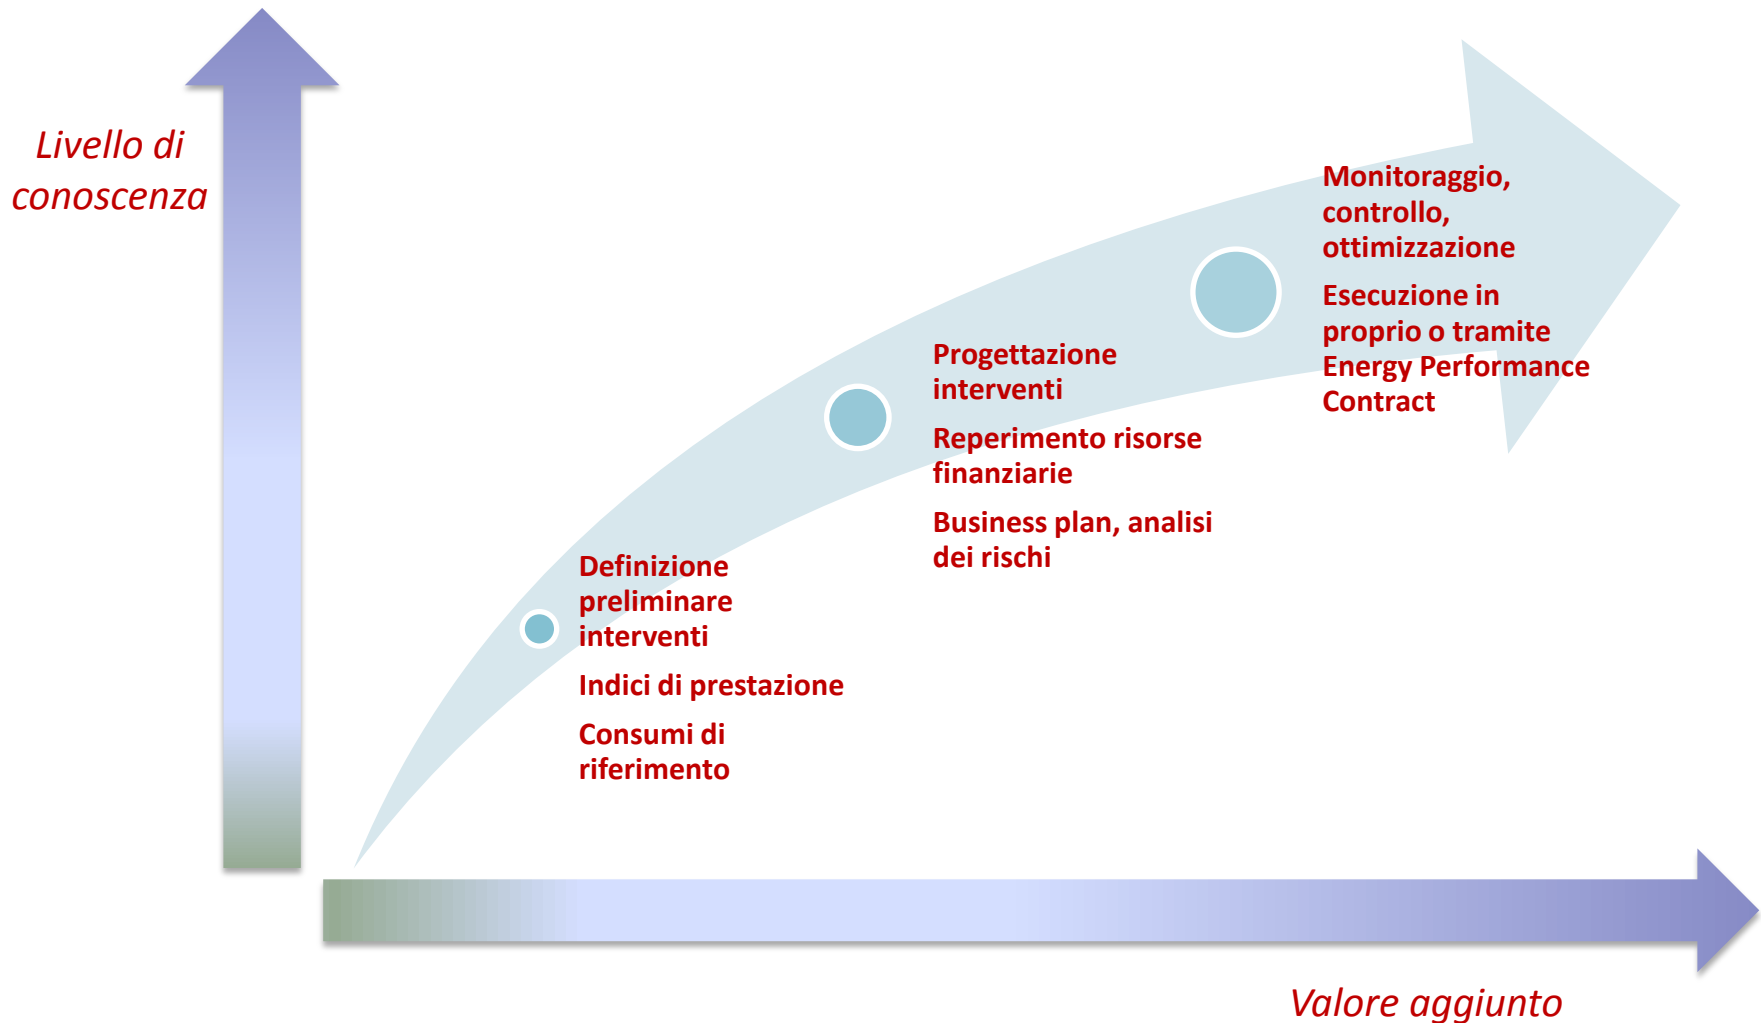 Livello di
conoscenza
Monitoraggio,
controllo,
ottimizzazione
Esecuzione in
proprio o tramite
Energy Performance
Contract
Progettazione
interventi
Reperimento risorse
finanziarie
Business plan, analisi
dei rischi
Definizione
preliminare
interventi
Indici di prestazione
Consumi di
riferimento
Valore aggiunto